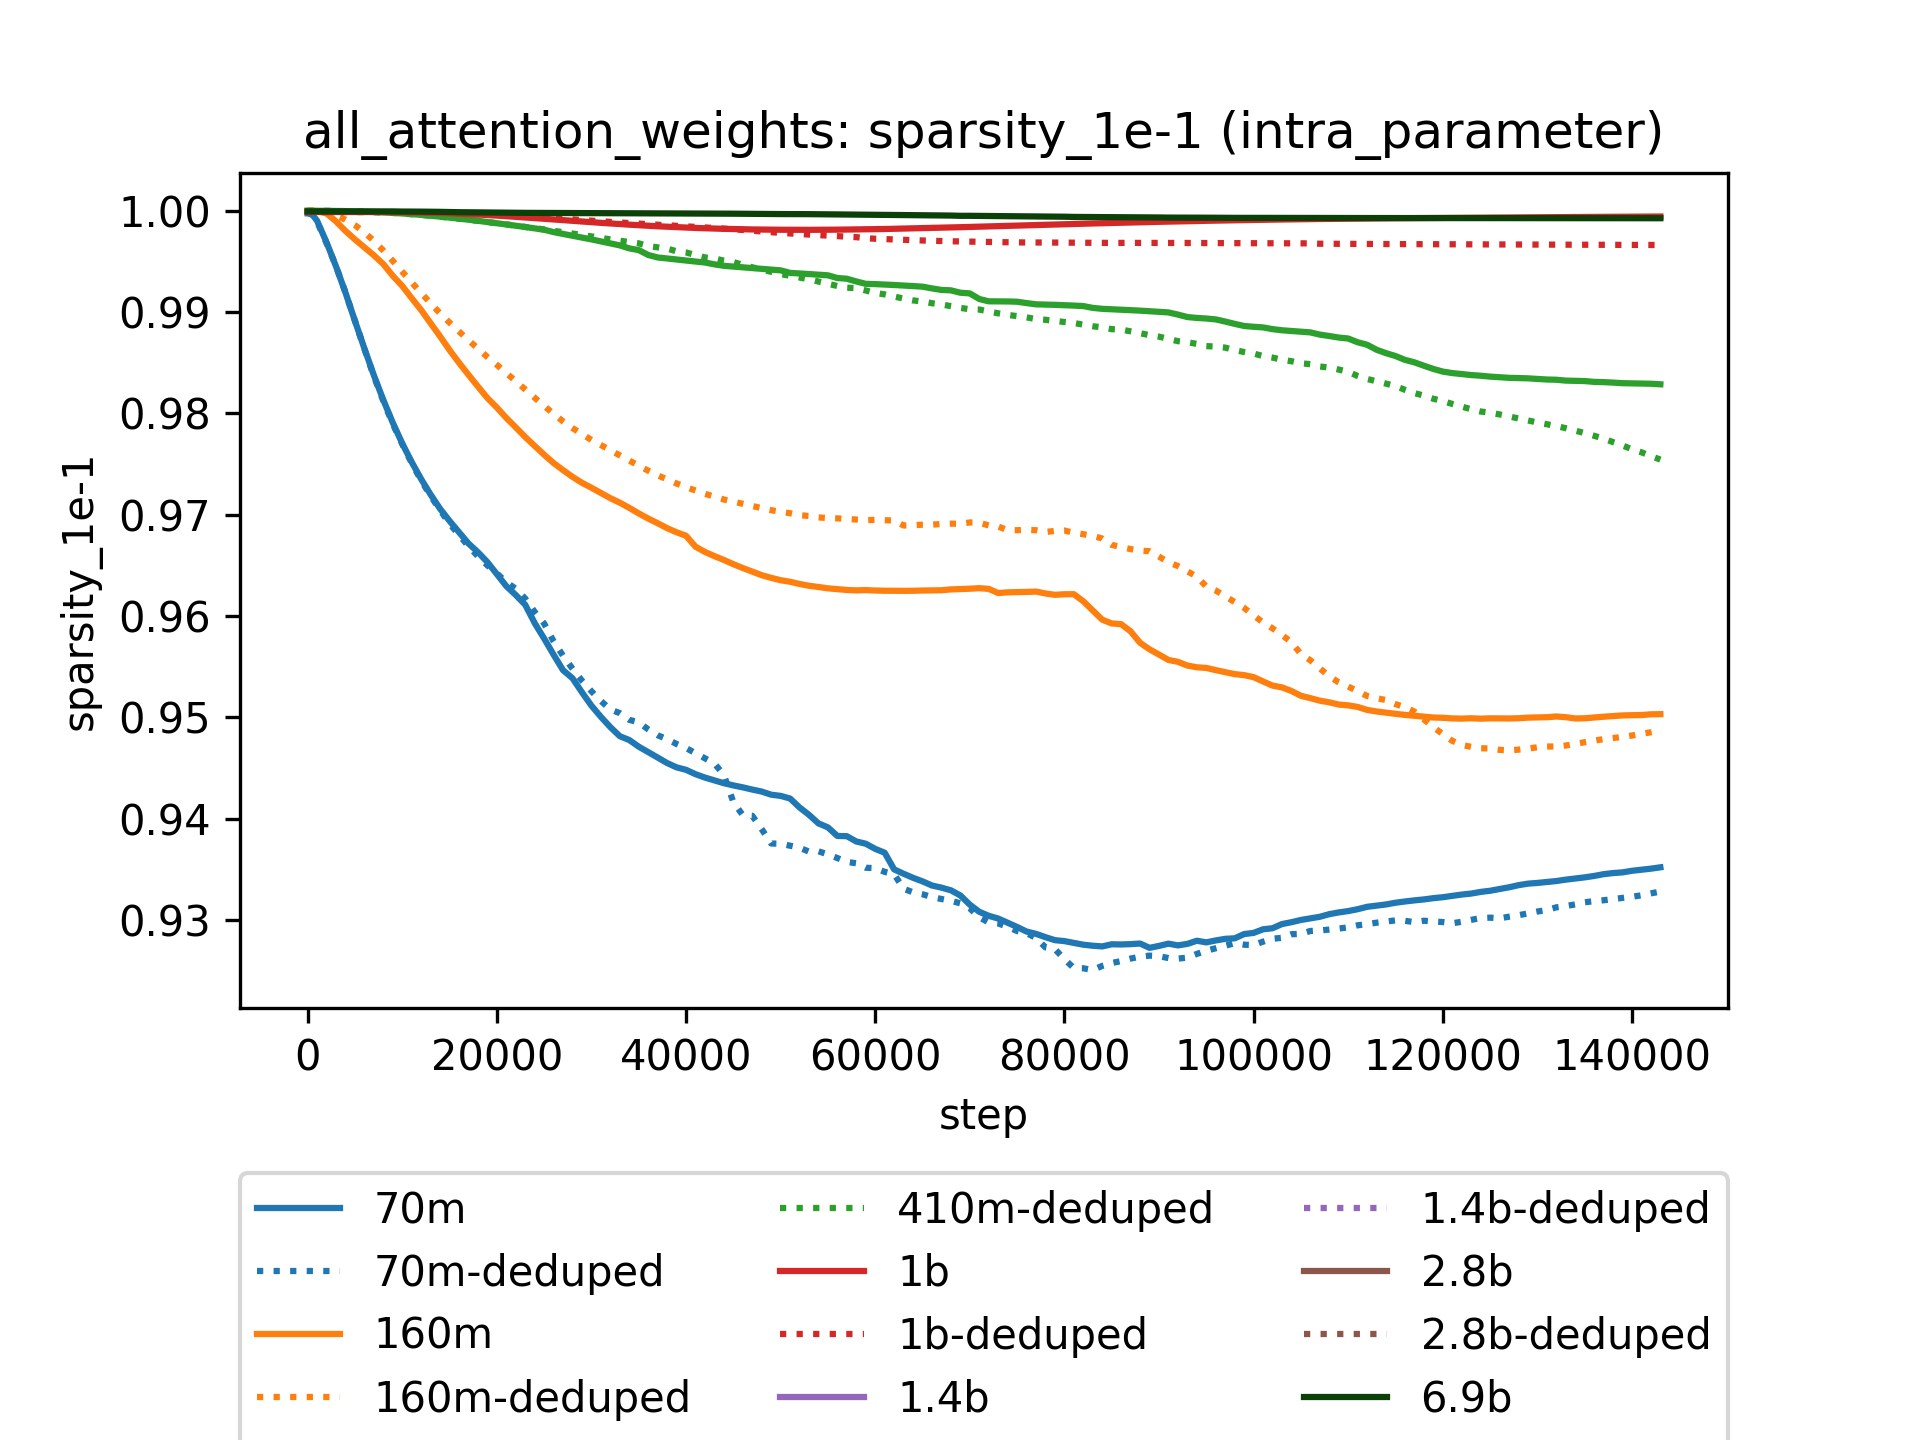 all_attention_weights: sparsity_1e-1 (intra_parameter)
1.00
0.99
0.98
0.97
0.96
0.95
0.94
0.93
sparsity_1e-1
0 20000 40000 60000 80000 100000 120000 140000
step
70m
70m-deduped
160m
160m-deduped
410m-deduped
1b
1b-deduped
1.4b
1.4b-deduped
2.8b
2.8b-deduped
6.9b